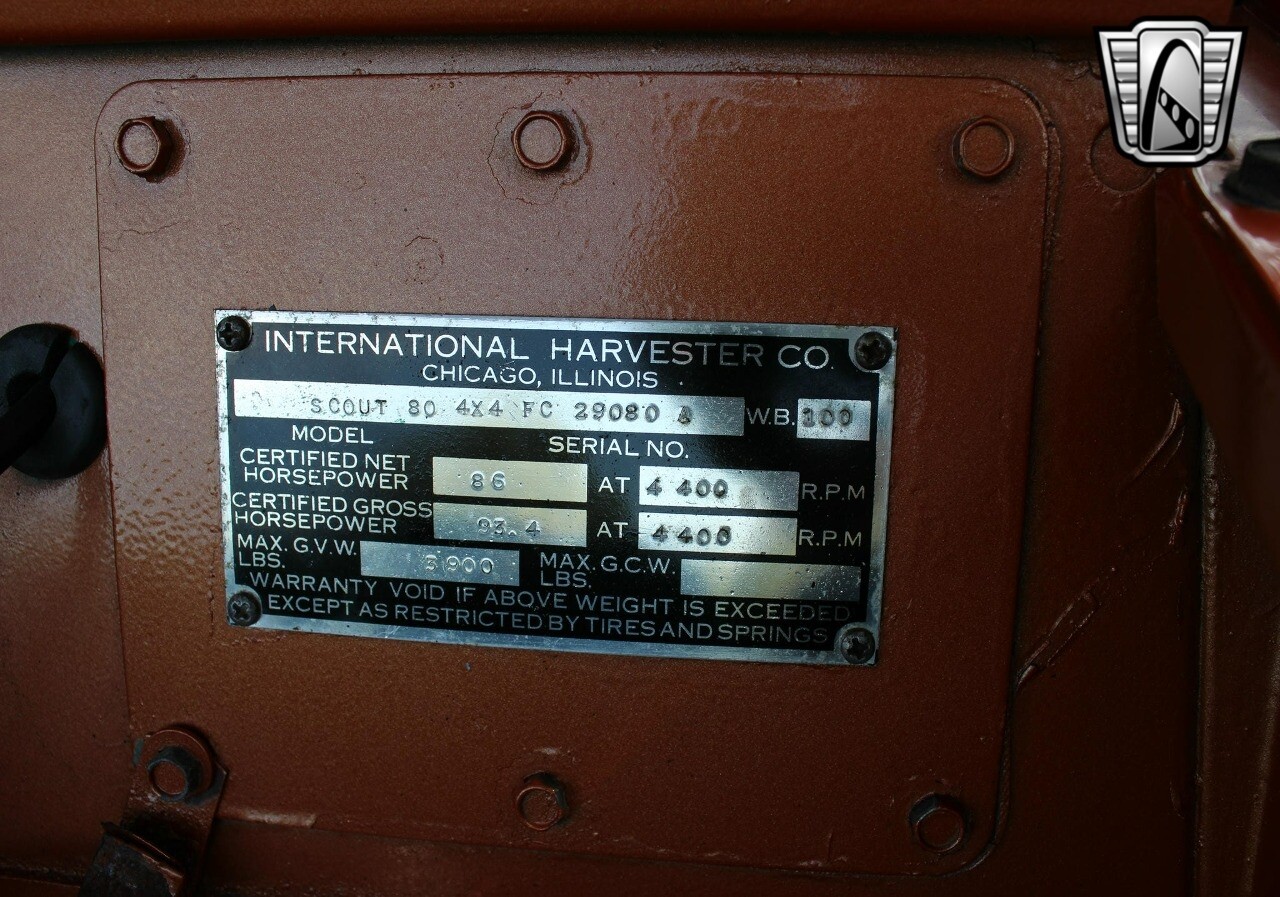 INTERNATIONAL HARVESTER CO.
CHICAGO, ILLINOIS
SCOUT 80 4X4 FC 29080 A W.B. 100
MODEL SERIAL NO.
CERTIFIED NET HORSEPOWER 86 AT 4400 R.P.M
CERTIFIED GROSS HORSEPOWER 93.4 AT 4400 R.P.M
MAX. G.V.W. LBS. 3900 MAX. G.C.W. LBS.
WARRANTY VOID IF ABOVE WEIGHT IS EXCEEDED
EXCEPT AS RESTRICTED BY TIRES AND SPRINGS